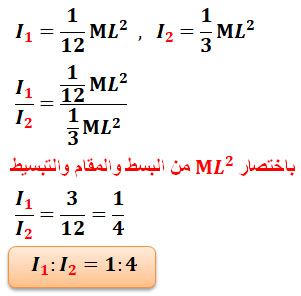 I₁ = 1/12 ML² , I₂ = 1/3 ML²
I₁/I₂ = (1/12 ML²)/(1/3 ML²)
باختصار ML² من البسط والمقام والتبسيط
I₁/I₂ = 3/12 = 1/4
I₁: I₂ = 1: 4